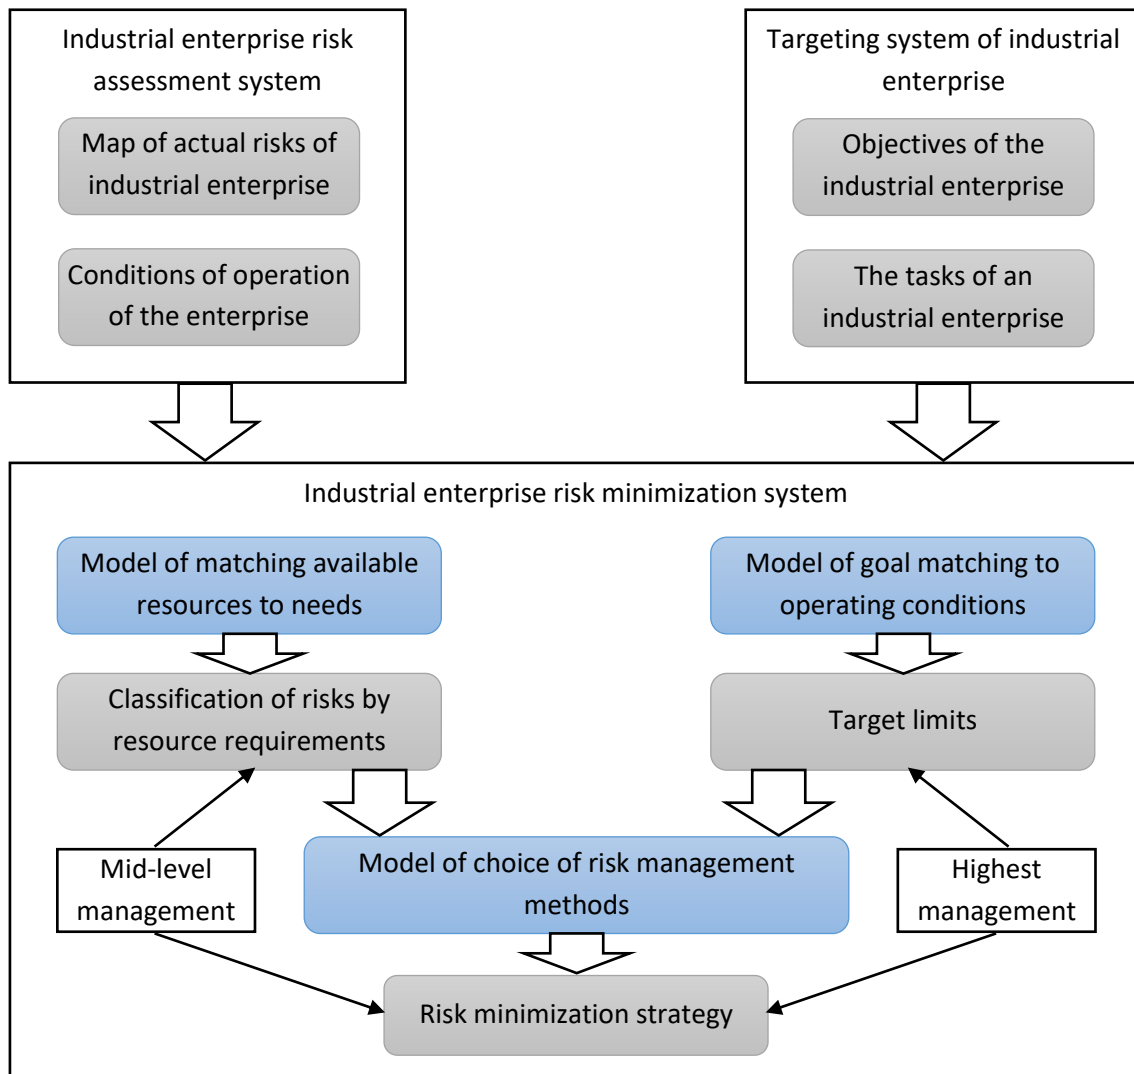 Industrial enterprise risk
assessment system
Map of actual risks of
industrial enterprise
Conditions of operation
of the enterprise
Targeting system of industrial
enterprise
Objectives of the
industrial enterprise
The tasks of an
industrial enterprise
Industrial enterprise risk minimization system
Model of matching available
resources to needs
Model of goal matching to
operating conditions
Classification of risks by
resource requirements
Target limits
Mid-level
management
Model of choice of risk management
methods
Highest
management
Risk minimization strategy